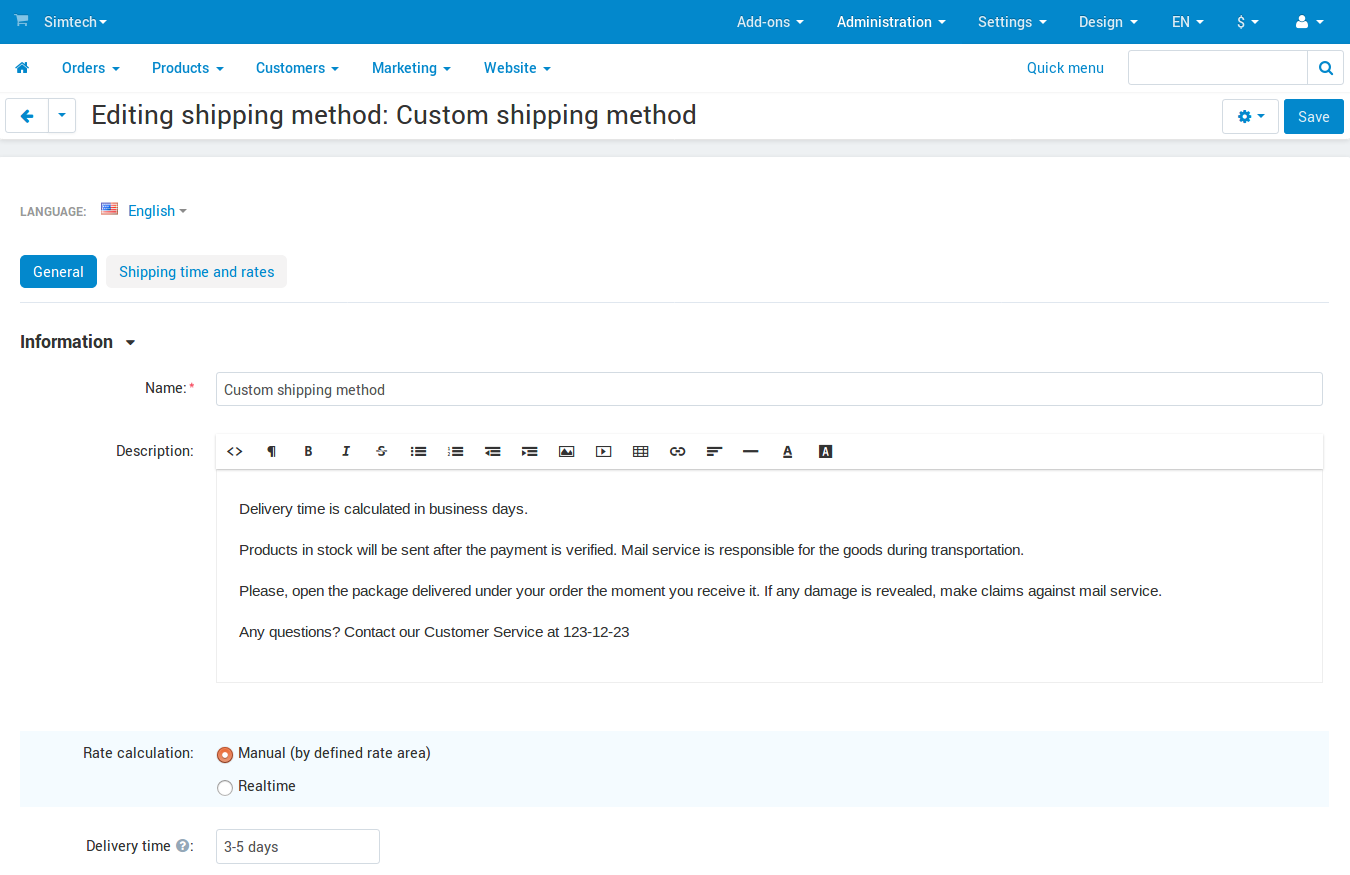 Simtech Add-ons Administration Settings Design EN $
Orders Products Customers Marketing Website Quick menu
Editing shipping method: Custom shipping method Save
LANGUAGE: English
General Shipping time and rates
Information
Name:* Custom shipping method
Description:
Delivery time is calculated in business days.
Products in stock will be sent after the payment is verified. Mail service is responsible for the goods during transportation.
Please, open the package delivered under your order the moment you receive it. If any damage is revealed, make claims against mail service.
Any questions? Contact our Customer Service at 123-12-23
Rate calculation: Manual (by defined rate area)
Realtime
Delivery time ?: 3-5 days